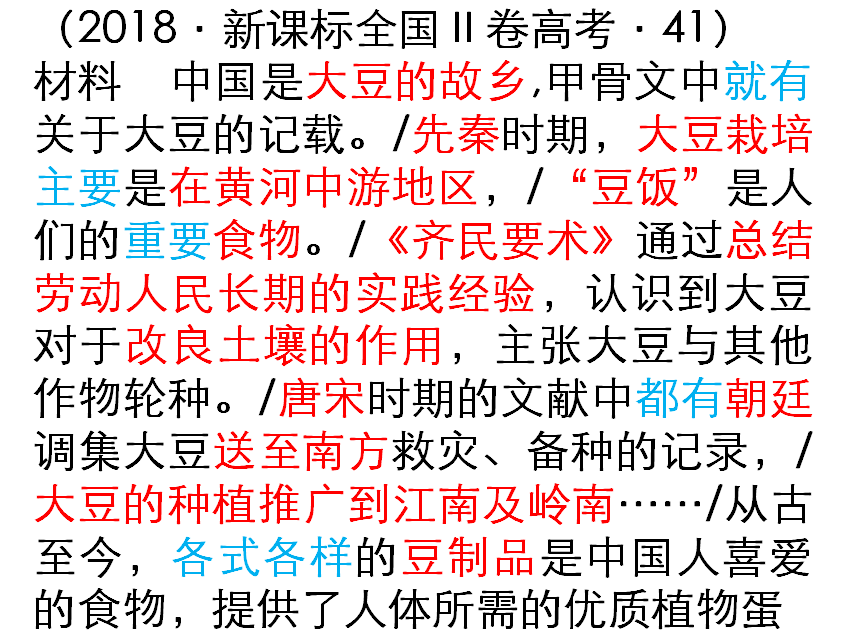 （2018·新课标全国Ⅱ卷高考·41）
材料　中国是大豆的故乡,甲骨文中就有
关于大豆的记载。/先秦时期，大豆栽培
主要是在黄河中游地区，/“豆饭”是人
们的重要食物。/《齐民要术》通过总结
劳动人民长期的实践经验，认识到大豆
对于改良土壤的作用，主张大豆与其他
作物轮种。/唐宋时期的文献中都有朝廷
调集大豆送至南方救灾、备种的记录，/
大豆的种植推广到江南及岭南……/从古
至今，各式各样的豆制品是中国人喜爱
的食物，提供了人体所需的优质植物蛋